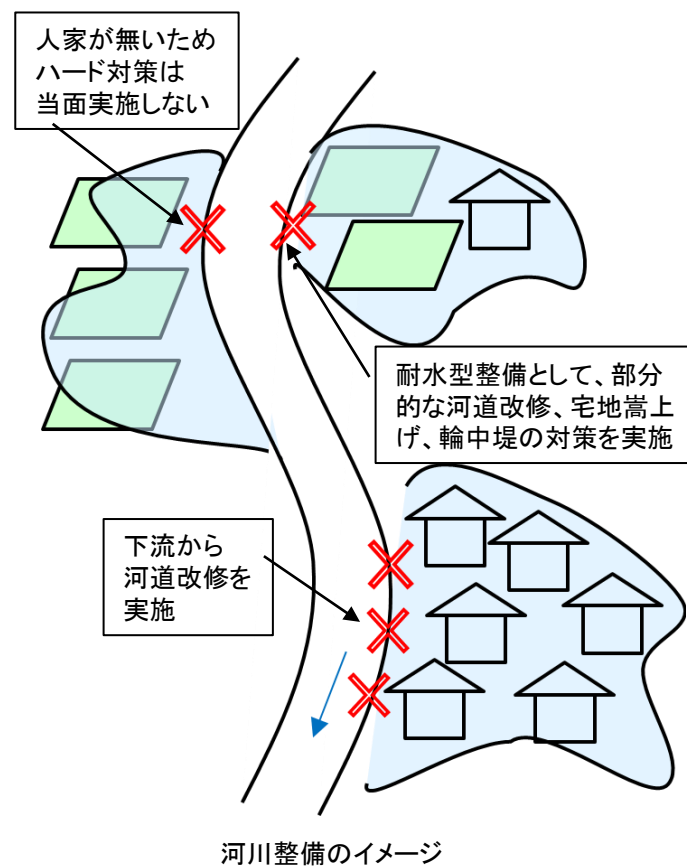 人家が無いため
ハード対策は
当面実施しない
耐水型整備として、部分
的な河道改修、宅地嵩上
げ、輪中堤の対策を実施
下流から
河道改修を
実施
河川整備のイメージ